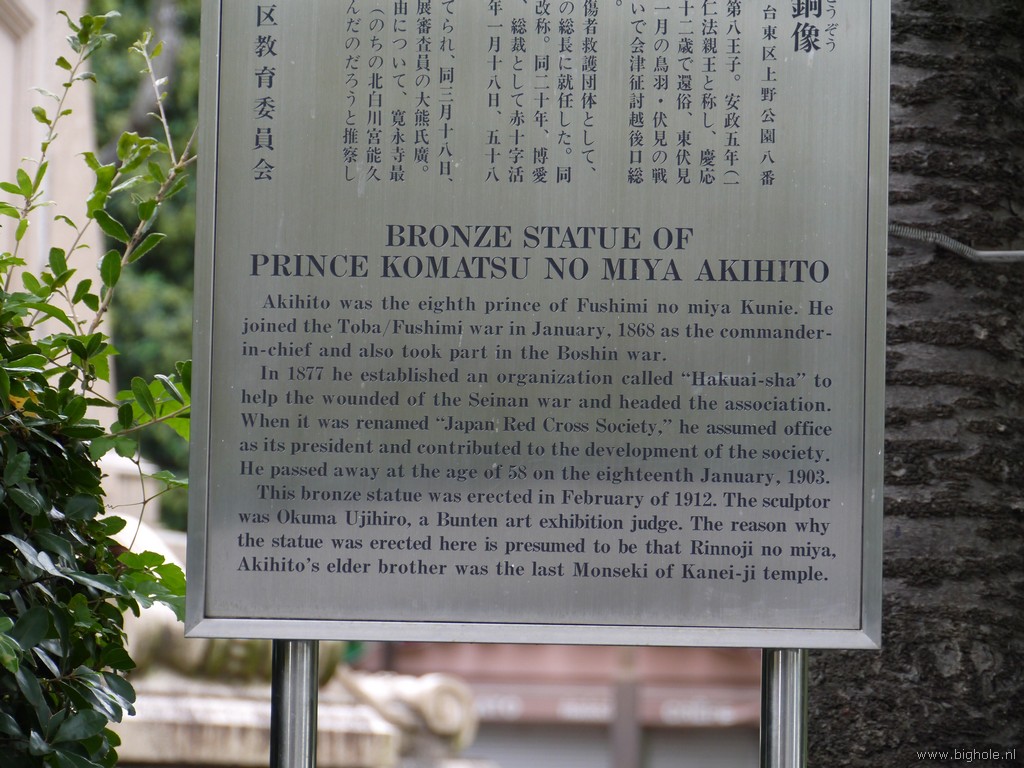 うぞう
銅像
台東区上野公園八番
第八王子。安政五年(一
仁法親王と称し、慶応
十二歳で還俗、東伏見
一月の鳥羽・伏見の戦
いで会津征討越後口総
。
傷者救護団体として、
の総長に就任した。同
改称。同二十年、博愛
、総裁として赤十字活
年一月十八日、五十八
てられ、同三月十八日、
展審査員の大熊氏廣。
由について、寛永寺最
(のちの北白川宮能久
んだのだろうと推察し
区教育委員会
BRONZE STATUE OF
PRINCE KOMATSU NO MIYA AKIHITO
Akihito was the eighth prince of Fushimi no miya Kunie. He
joined the Toba/Fushimi war in January, 1868 as the commander-
in-chief and also took part in the Boshin war.
In 1877 he established an organization called “Hakuai-sha” to
help the wounded of the Seinan war and headed the association.
When it was renamed “Japan Red Cross Society,” he assumed office
as its president and contributed to the development of the society.
He passed away at the age of 58 on the eighteenth January, 1903.
This bronze statue was erected in February of 1912. The sculptor
was Okuma Ujihiro, a Bunten art exhibition judge. The reason why
the statue was erected here is presumed to be that Rinnoji no miya,
Akihito’s elder brother was the last Monseki of Kanei-ji temple.
www.bighole.nl